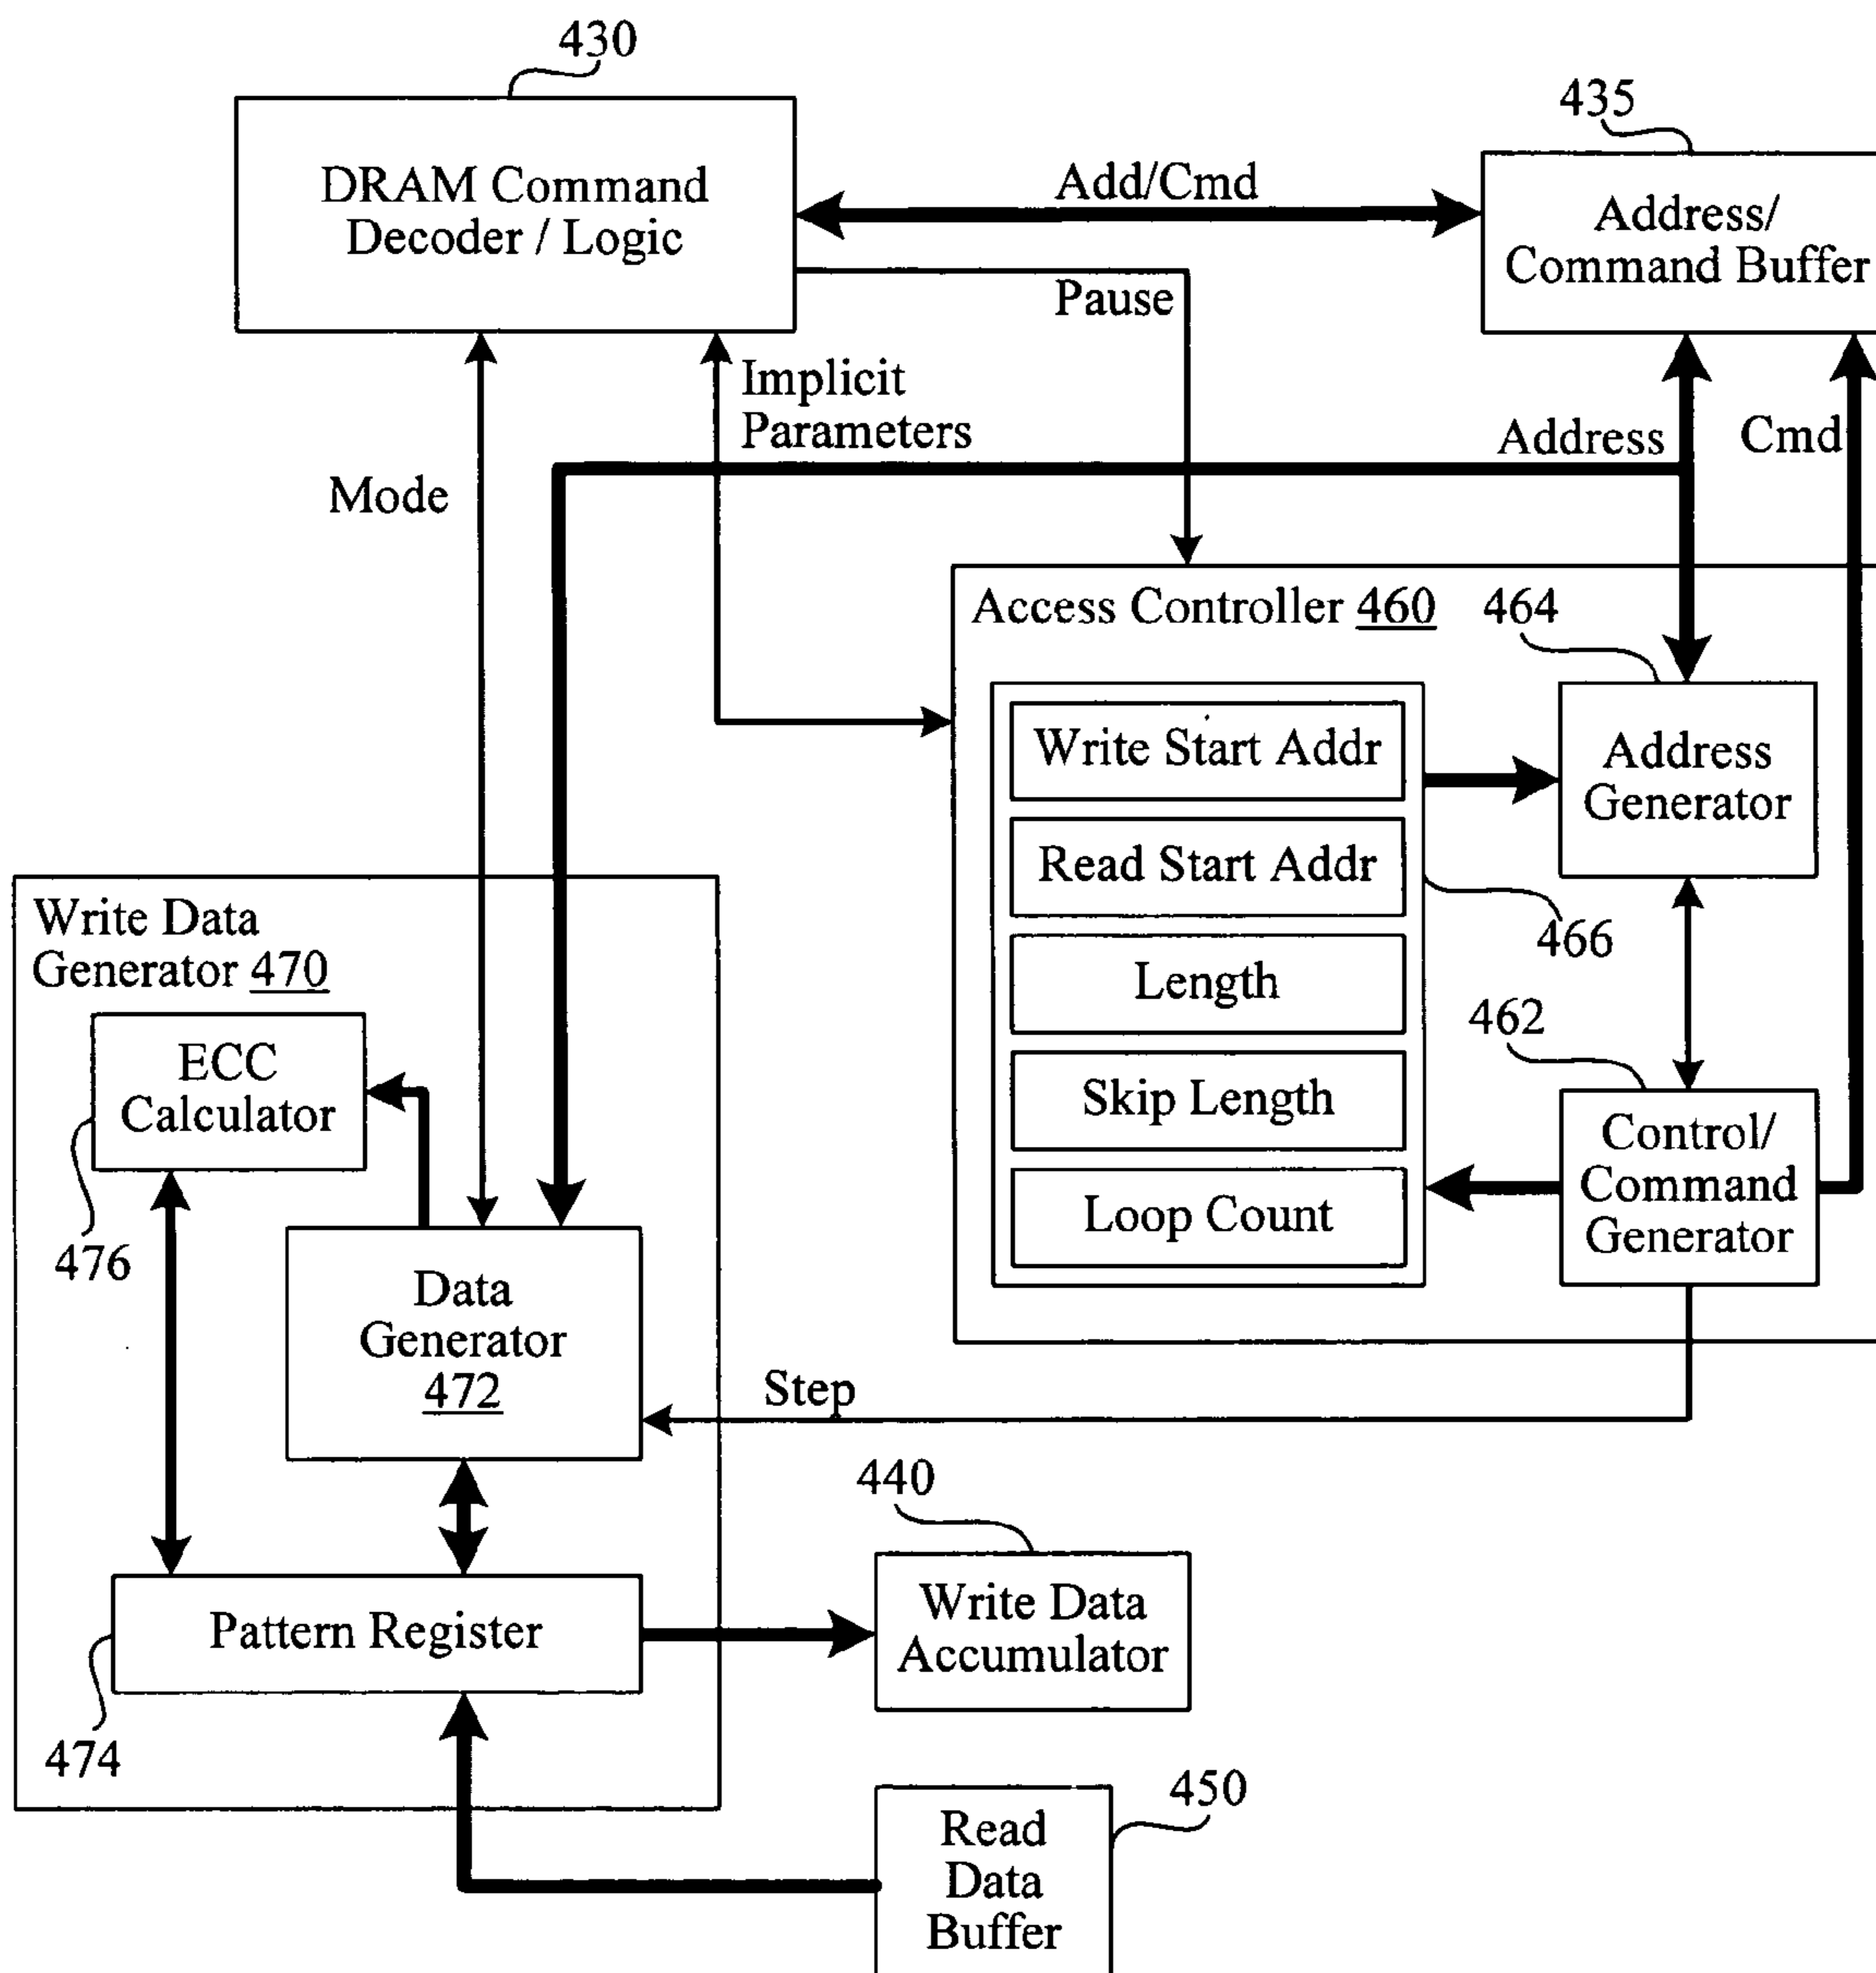 430
435
DRAM Command
Decoder / Logic
Add/Cmd
Address/
Command Buffer
Pause
Implicit
Parameters
Mode
Address
Cmd
Access Controller 460
464
Write Start Addr
Address
Generator
Read Start Addr
466
Length
Skip Length
Loop Count
462
Control/
Command
Generator
Write Data
Generator 470
ECC
Calculator
476
Data
Generator
472
Step
440
Pattern Register
Write Data
Accumulator
474
450
Read
Data
Buffer